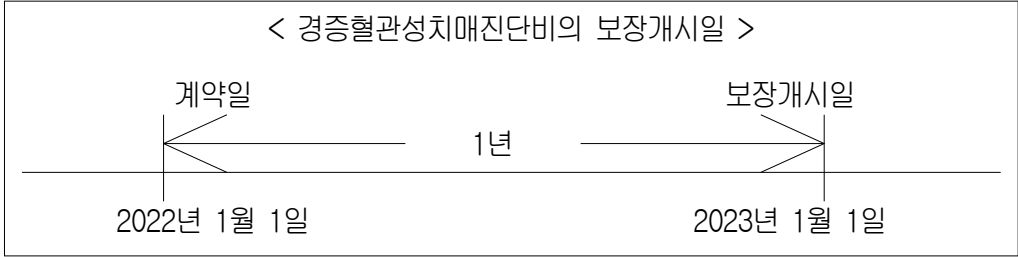 < 경증혈관성치매진단비의 보장개시일 >
계약일 보장개시일
1년
2022년 1월 1일 2023년 1월 1일